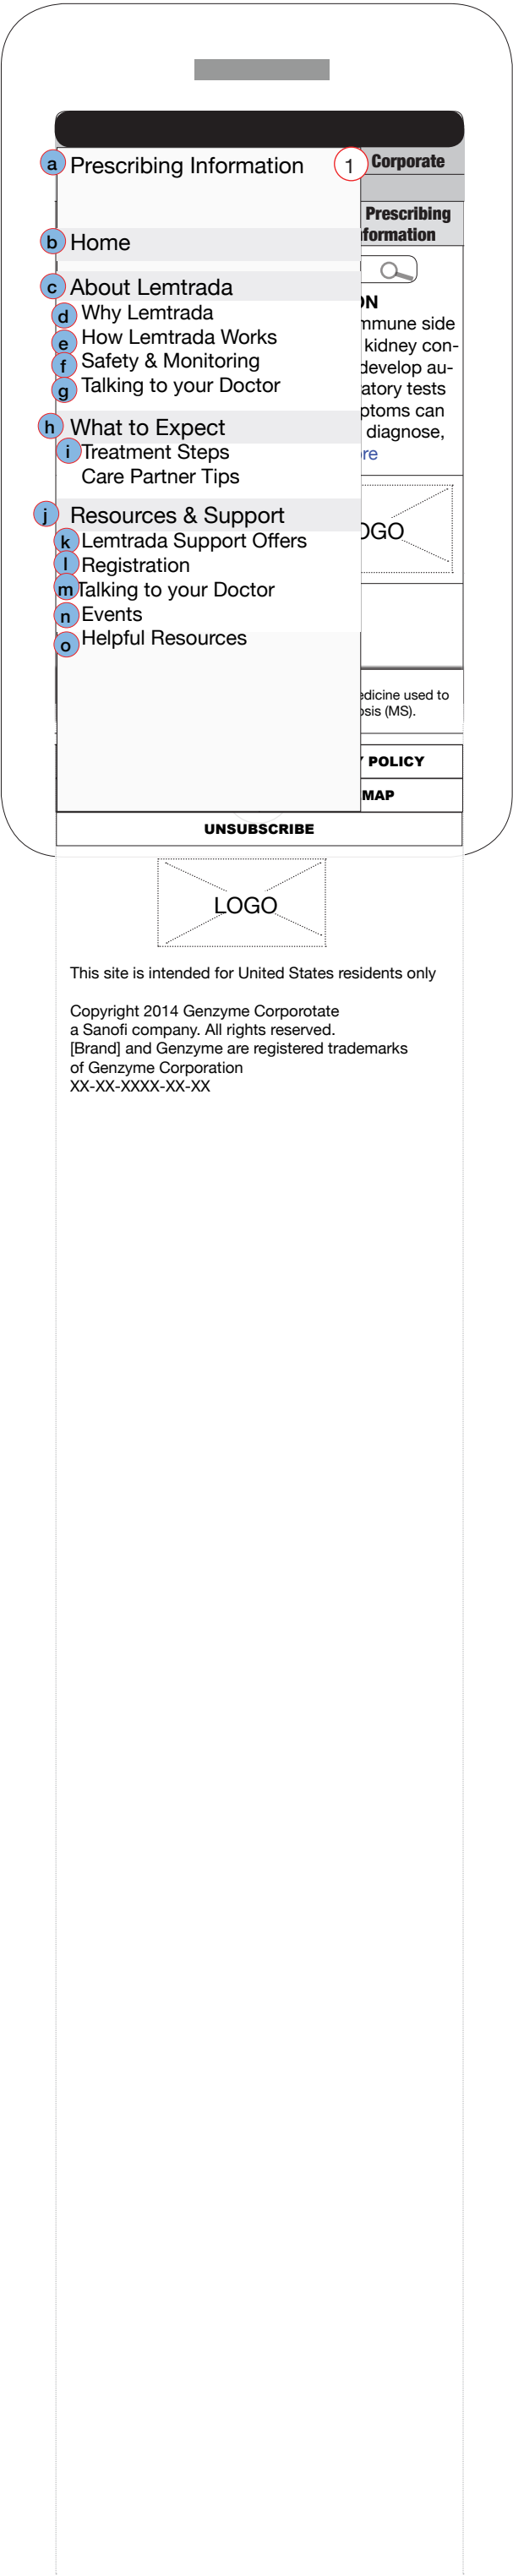 a Prescribing Information 1 Corporate
Prescribing
formation
b Home
c About Lemtrada
d Why Lemtrada
e How Lemtrada Works
f Safety & Monitoring
g Talking to your Doctor
h What to Expect
i Treatment Steps
Care Partner Tips
j Resources & Support
k Lemtrada Support Offers
l Registration
m Talking to your Doctor
n Events
o Helpful Resources
ON
mmune side
kidney con-
develop au-
atory tests
ptoms can
diagnose,
re
OGO
edicine used to
osis (MS).
Y POLICY
MAP
UNSUBSCRIBE
LOGO
This site is intended for United States residents only
Copyright 2014 Genzyme Corporotate
a Sanofi company. All rights reserved.
[Brand] and Genzyme are registered trademarks
of Genzyme Corporation
XX-XX-XXXX-XX-XX